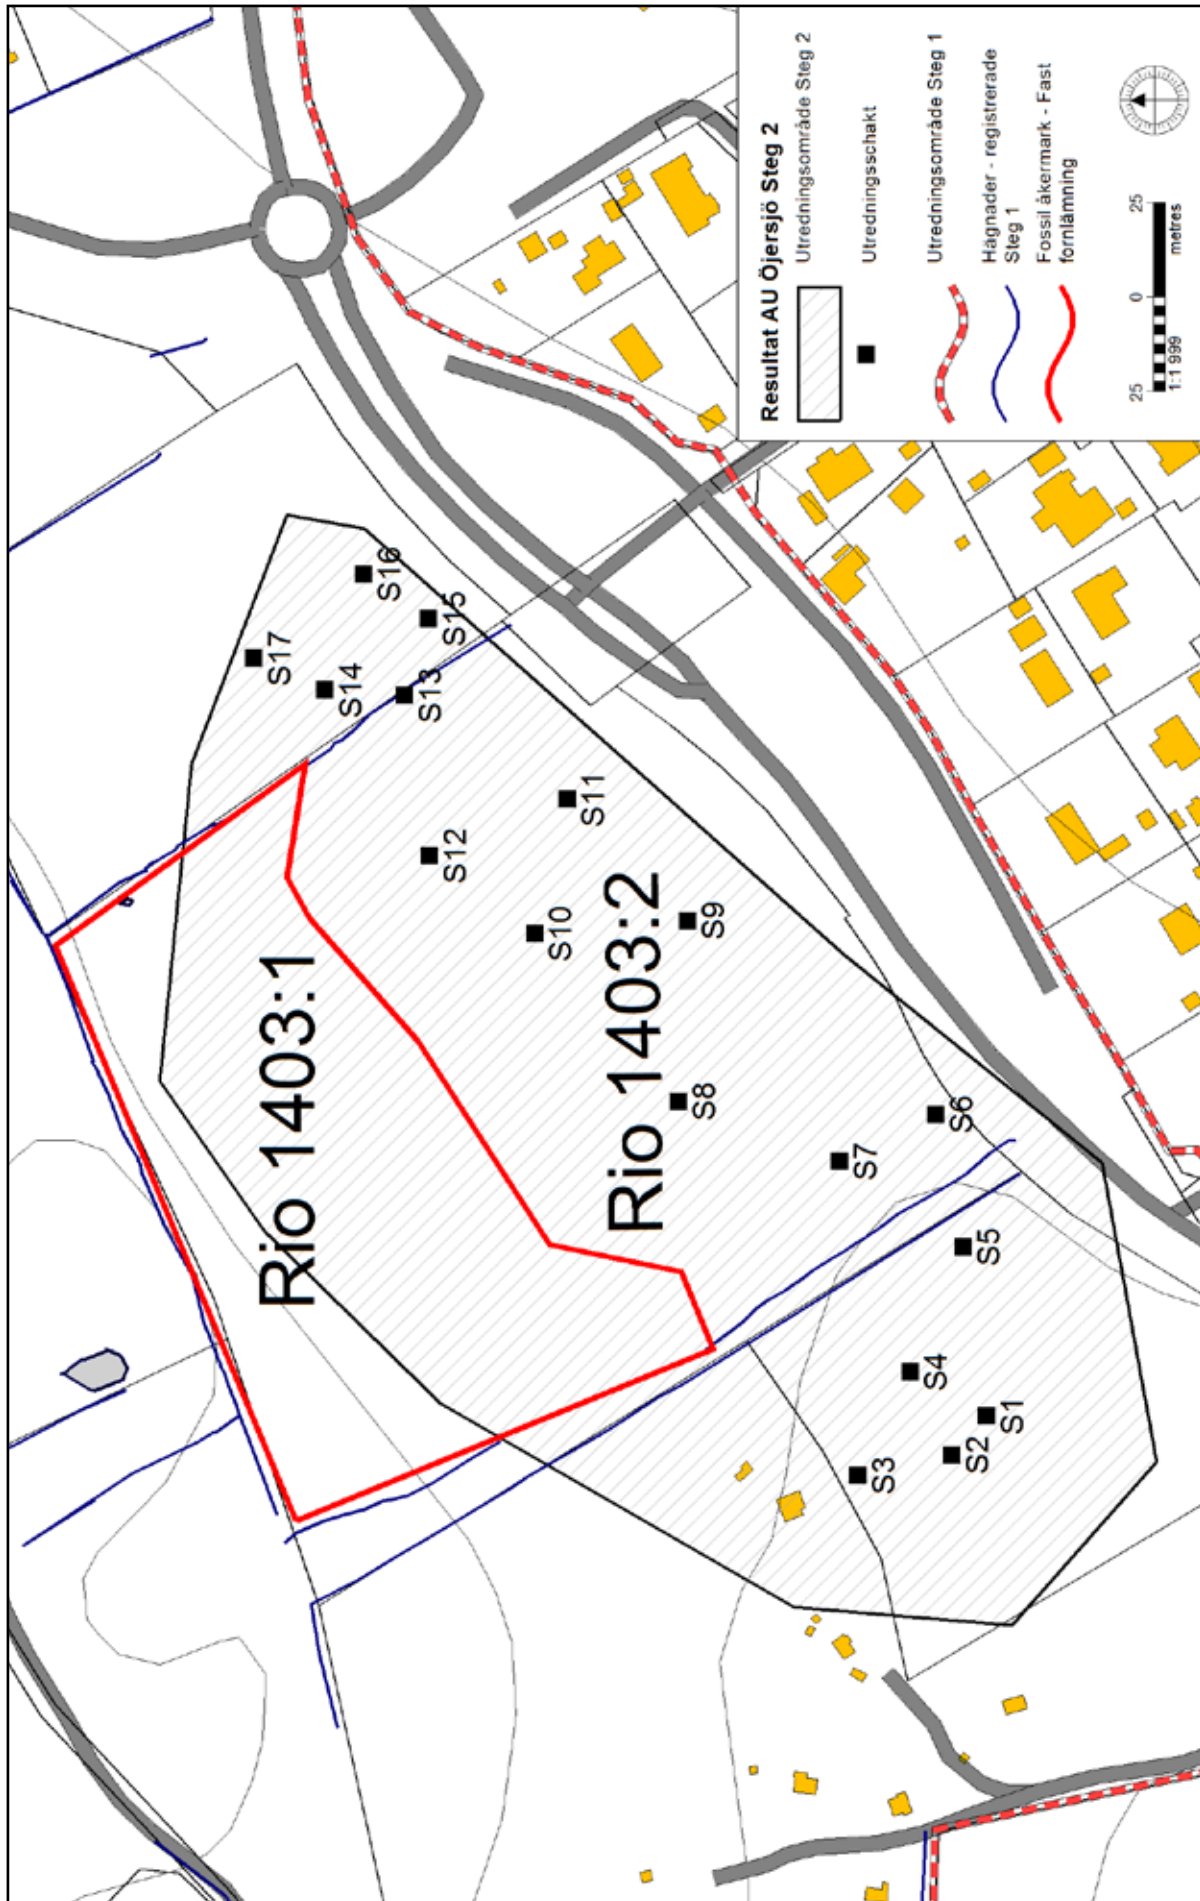 Resultat AU Öjersjö Steg 2
Utredningsområde Steg 2
Utredningsschakt
Utredningsområde Steg 1
Hägnader - registrerade
Steg 1
Fossil åkermark - Fast
fornlämning
25
0
25
1:1 999
metres
Rio 1403:1
Rio 1403:2
S1
S2
S3
S4
S5
S6
S7
S8
S9
S10
S11
S12
S13
S14
S15
S16
S17